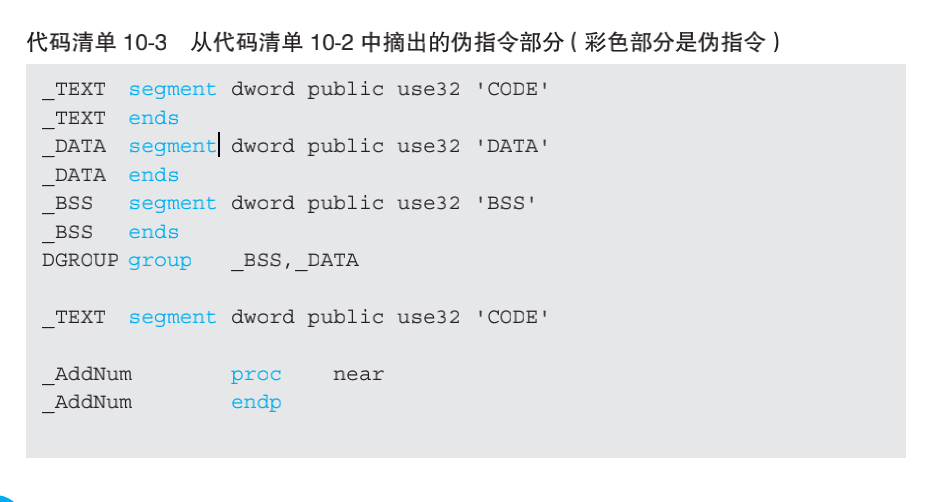 代码清单 10-3 从代码清单 10-2 中摘出的伪指令部分 ( 彩色部分是伪指令 )
_TEXT segment dword public use32 'CODE'
_TEXT ends
_DATA segment dword public use32 'DATA'
_DATA ends
_BSS segment dword public use32 'BSS'
_BSS ends
DGROUP group _BSS,_DATA
_TEXT segment dword public use32 'CODE'
_AddNum proc near
_AddNum endp